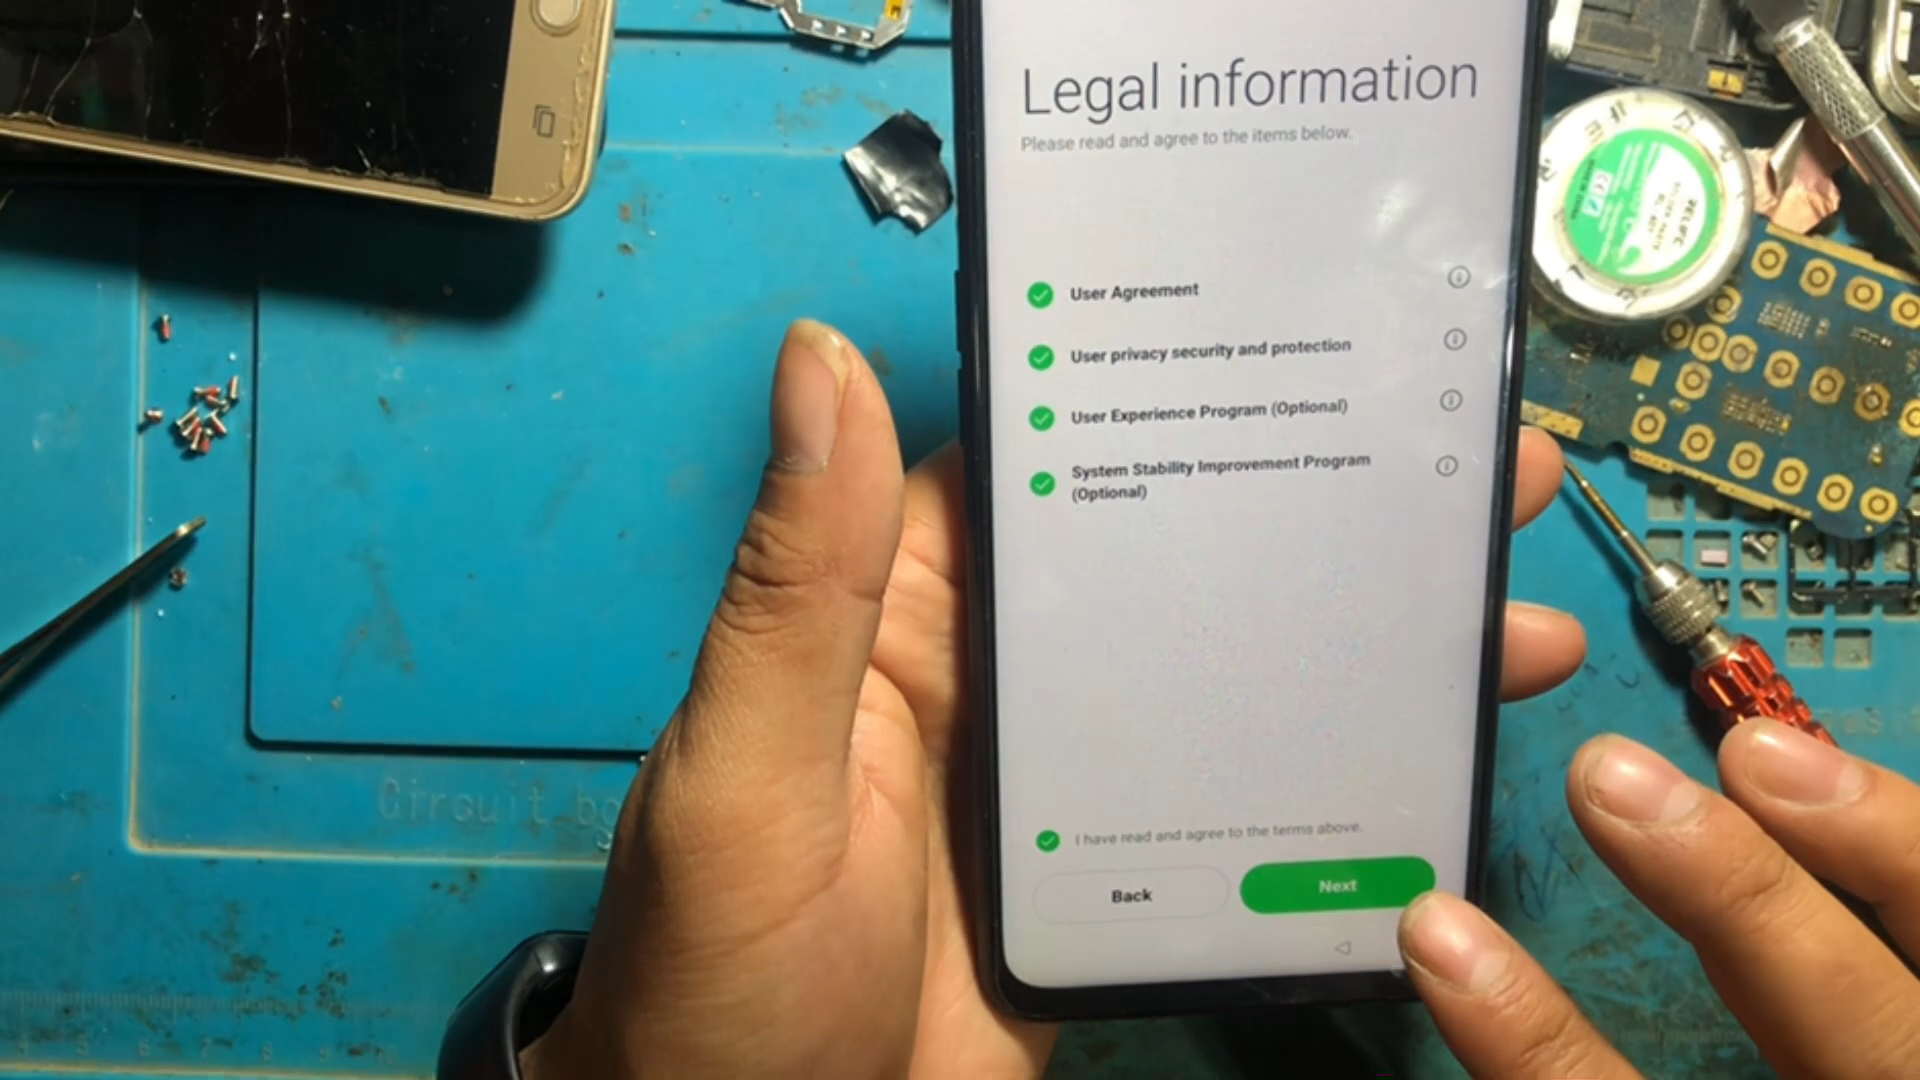 Legal information
Please read and agree to the items below.
User Agreement
User privacy security and protection
User Experience Program (Optional)
System Stability Improvement Program
(Optional)
I have read and agree to the terms above.
Back
Next
Circuit bo
RELIFE